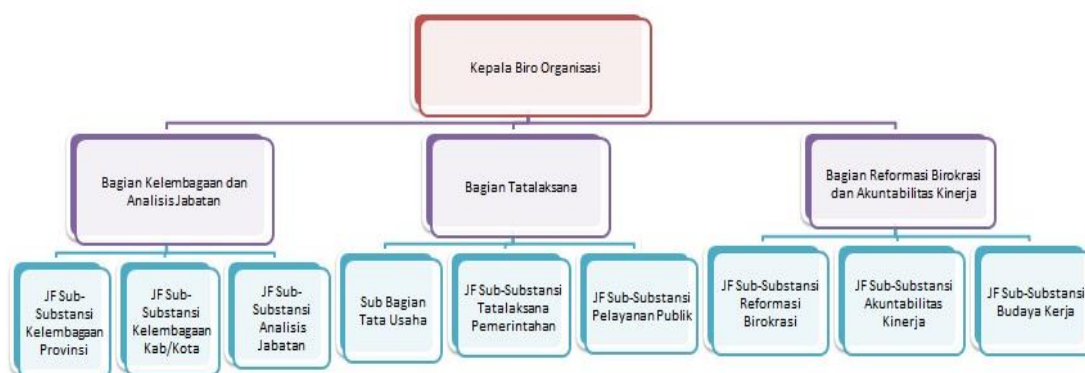 Kepala Biro Organisasi
Bagian Kelembagaan dan
Analisis Jabatan
Bagian Tatalaksana
Bagian Reformasi Birokrasi
dan Akuntabilitas Kinerja
JF Sub-
Substansi
Kelembagaan
Provinsi
JF Sub-
Substansi
Kelembagaan
Kab/Kota
JF Sub-
Substansi
Analisis
Jabatan
Sub Bagian
Tata Usaha
JF Sub-Substansi
Tatalaksana
Pemerintahan
JF Sub-Substansi
Pelayanan Publik
JF Sub-Substansi
Reformasi
Birokrasi
JF Sub-Substansi
Akuntabilitas
Kinerja
JF Sub-Substansi
Budaya Kerja